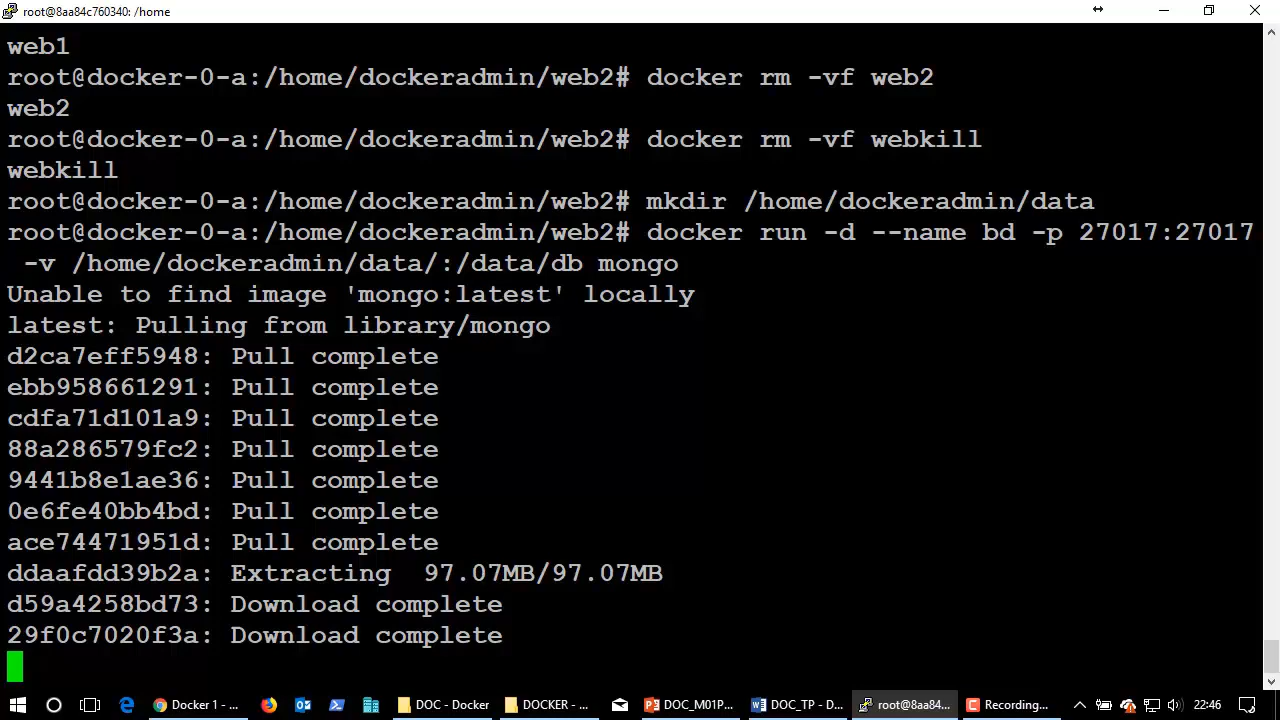 root@8aa84c760340: /home
web1
root@docker-0-a:/home/dockeradmin/web2# docker rm -vf web2
web2
root@docker-0-a:/home/dockeradmin/web2# docker rm -vf webkill
webkill
root@docker-0-a:/home/dockeradmin/web2# mkdir /home/dockeradmin/data
root@docker-0-a:/home/dockeradmin/web2# docker run -d --name bd -p 27017:27017
-v /home/dockeradmin/data/:/data/db mongo
Unable to find image 'mongo:latest' locally
latest: Pulling from library/mongo
d2ca7eff5948: Pull complete
ebb958661291: Pull complete
cdfa71d101a9: Pull complete
88a286579fc2: Pull complete
9441b8e1ae36: Pull complete
0e6fe40bb4bd: Pull complete
ace74471951d: Pull complete
ddaafdd39b2a: Extracting  97.07MB/97.07MB
d59a4258bd73: Download complete
29f0c7020f3a: Download complete
Docker 1 - ... DOC - Docker DOCKER - ... DOC_M01P... DOC_TP - D... root@8aa84... Recording... 22:46